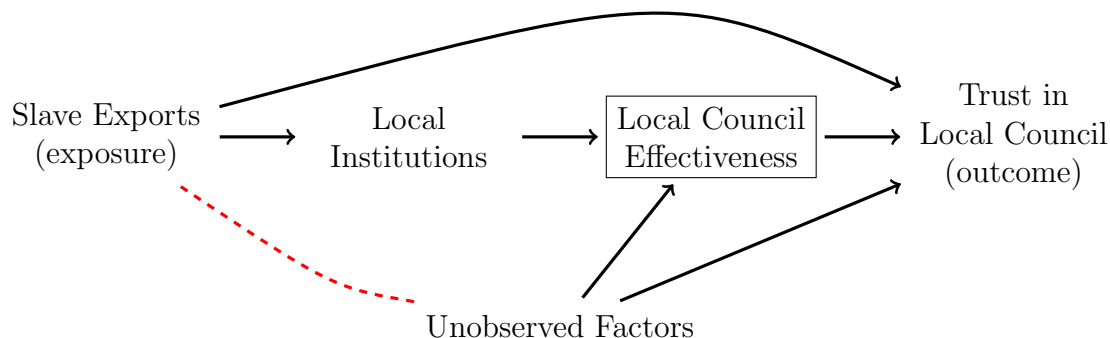 Slave Exports
(exposure)
Local
Institutions
Local Council
Effectiveness
Trust in
Local Council
(outcome)
Unobserved Factors